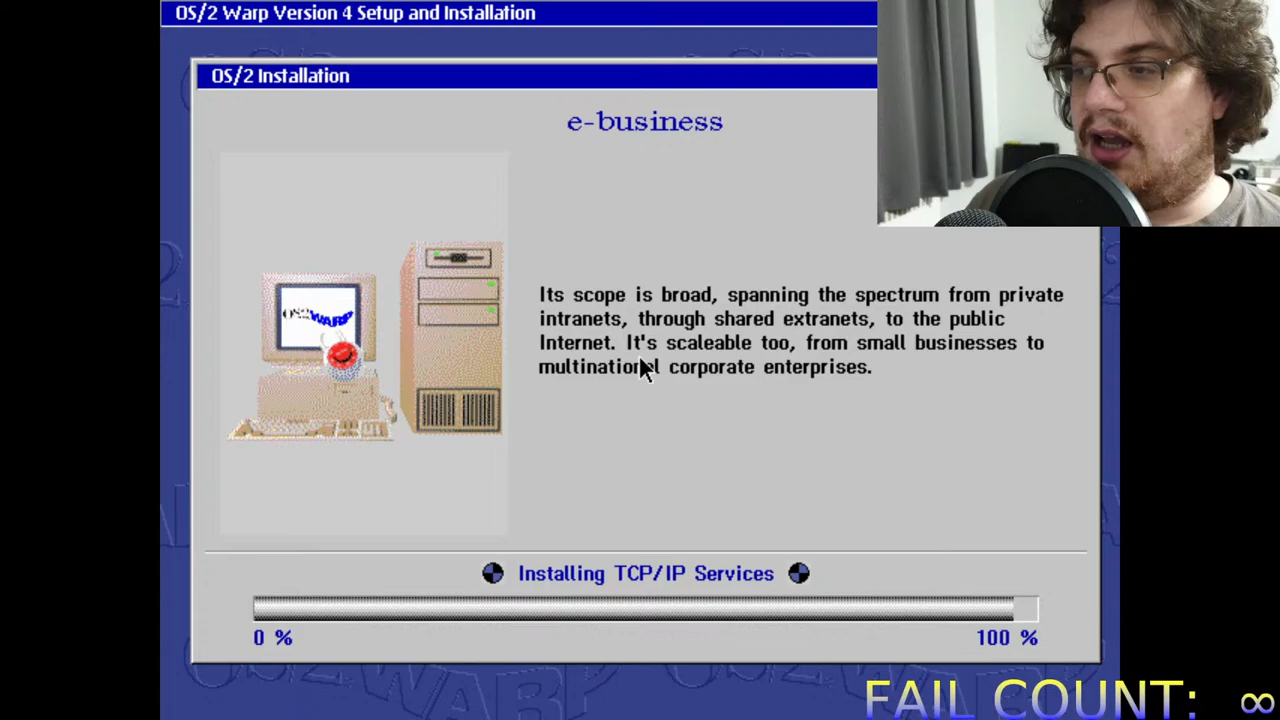 OS/2 Warp Version 4 Setup and Installation
OS/2 Installation
e-business
OS2WARP
Its scope is broad, spanning the spectrum from private
intranets, through shared extranets, to the public
Internet. It's scaleable too, from small businesses to
multinational corporate enterprises.
Installing TCP/IP Services
0 %
100 %
FAIL COUNT: ∞